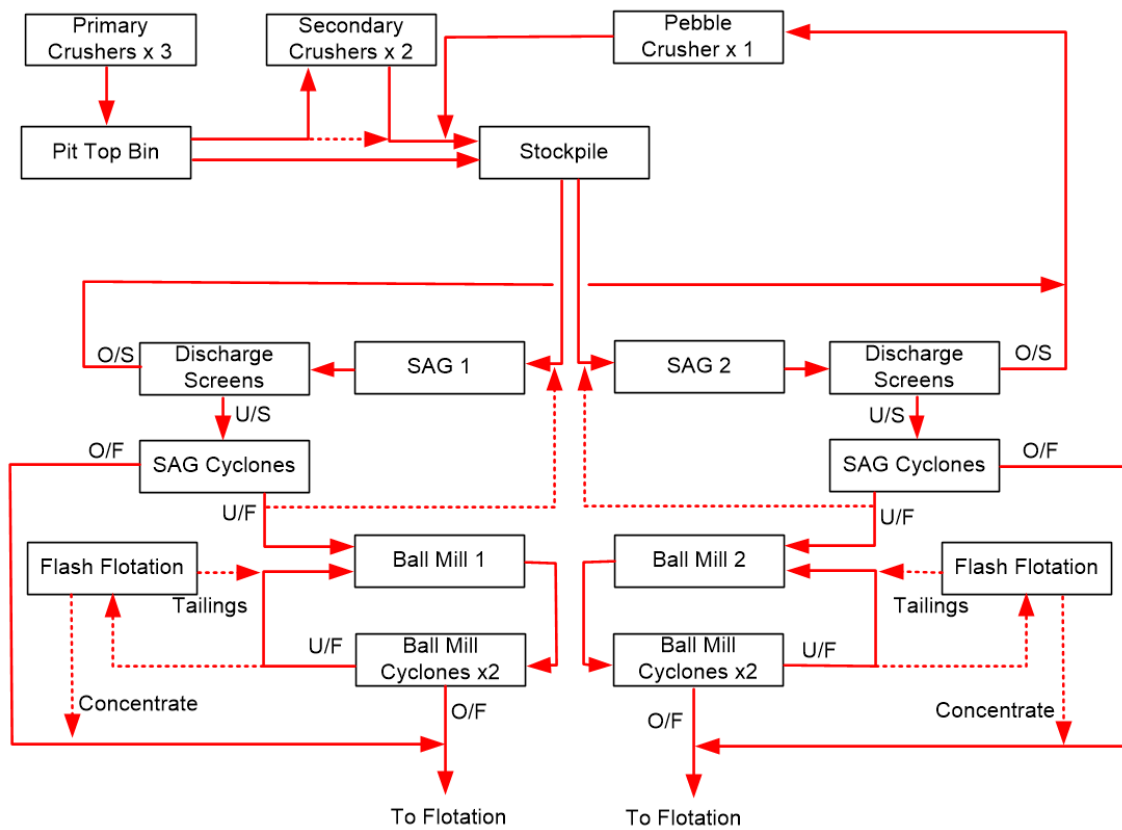 Primary
Crushers x 3
Secondary
Crushers x 2
Pebble
Crusher x 1
Pit Top Bin
Stockpile
O/S
Discharge
Screens
SAG 1
SAG 2
Discharge
Screens
O/S
U/S
U/S
O/F
SAG Cyclones
SAG Cyclones
O/F
U/F
U/F
Flash Flotation
Ball Mill 1
Ball Mill 2
Flash Flotation
Tailings
Tailings
U/F
Ball Mill
Cyclones x2
Ball Mill
Cyclones x2
U/F
Concentrate
O/F
O/F
Concentrate
To Flotation
To Flotation